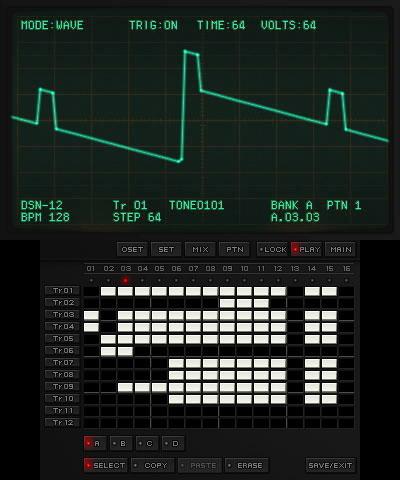 MODE:WAVE TRIG:ON TIME:64 VOLTS:64
DSN-12 Tr 01 TONE0101 BANK A PTN 1
BPM 128 STEP 64 A.03.03
OSET SET MIX PTN LOCK PLAY MAIN
01 02 03 04 05 06 07 08 09 10 11 12 13 14 15 16
Tr01
Tr02
Tr03
Tr04
Tr05
Tr06
Tr07
Tr08
Tr09
Tr10
Tr11
Tr12
A B C D
SELECT COPY PASTE ERASE SAVE/EXIT